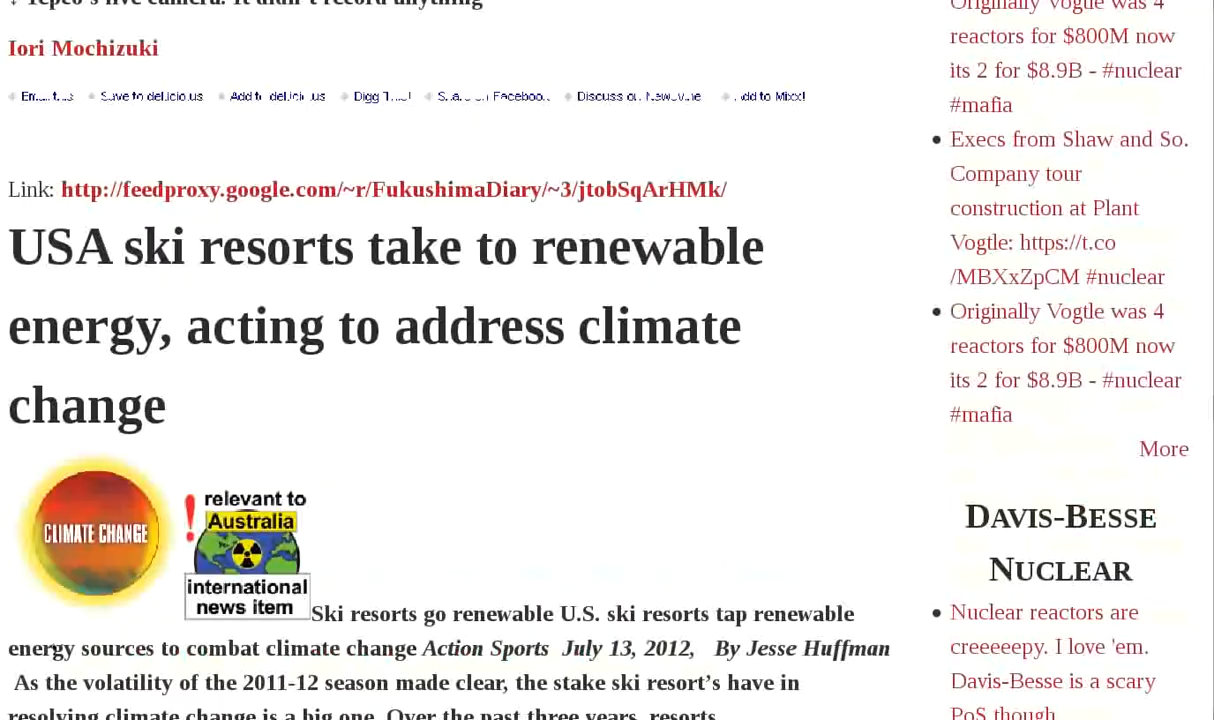 Tepco's live camera. It didn't record anything
Iori Mochizuki
Save to del.icio.us Add to del.icio.us Digg This! Share on Facebook Discuss on Newsvine Add to Mixx!
Link: http://feedproxy.google.com/~r/FukushimaDiary/~3/jtobSqArHMk/
USA ski resorts take to renewable
energy, acting to address climate
change
CLIMATE CHANGE
! relevant to
Australia
international
news item
Ski resorts go renewable U.S. ski resorts tap renewable
energy sources to combat climate change Action Sports July 13, 2012, By Jesse Huffman
As the volatility of the 2011-12 season made clear, the stake ski resort's have in
resolving climate change is a big one. Over the past three years, resorts
Originally Vogtle was 4
reactors for $800M now
its 2 for $8.9B - #nuclear
#mafia
Execs from Shaw and So.
Company tour
construction at Plant
Vogtle: https://t.co
/MBXxZpCM #nuclear
Originally Vogtle was 4
reactors for $800M now
its 2 for $8.9B - #nuclear
#mafia
More
DAVIS-BESSE
NUCLEAR
Nuclear reactors are
creeeeepy. I love 'em.
Davis-Besse is a scary
PoS though